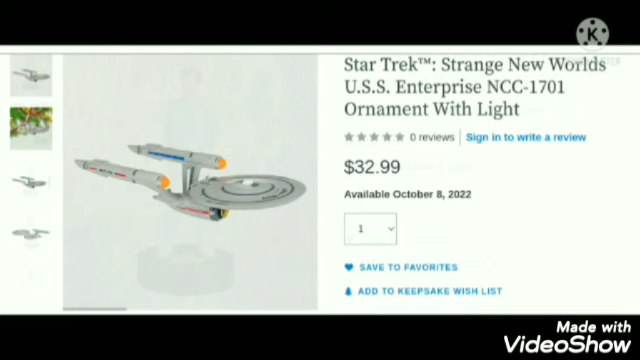 K
Star Trek™: Strange New Worlds
U.S.S. Enterprise NCC-1701
Ornament With Light
0 reviews Sign in to write a review
$32.99
Available October 8, 2022
1
SAVE TO FAVORITES
ADD TO KEEPSAKE WISH LIST
Made with
VideoShow